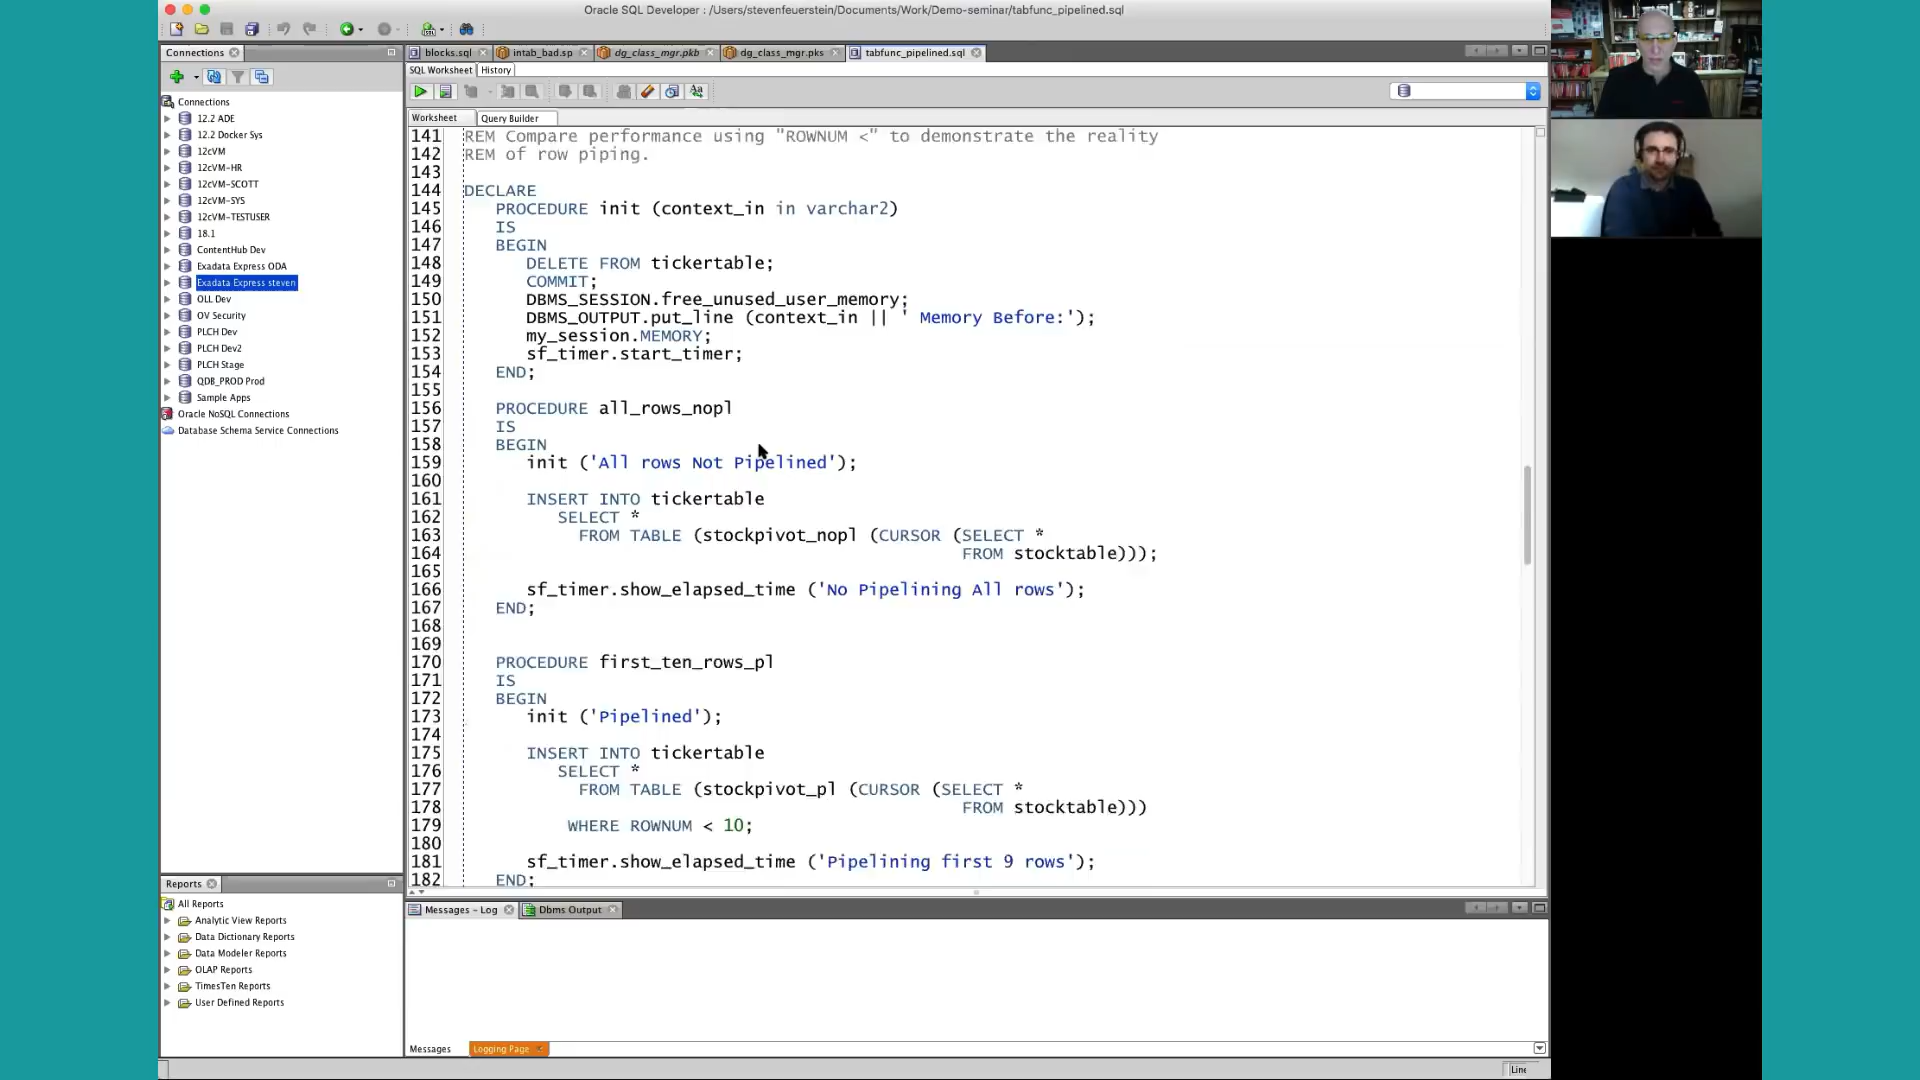 Oracle SQL Developer : /Users/stevenfeuerstein/Documents/Work/Demo-seminar/tabfunc_pipelined.sql
Connections
blocks.sql
intab_bad.sp
dg_class_mgr.pkb
dg_class_mgr.pks
tabfunc_pipelined.sql
SQL Worksheet
History
Worksheet
Query Builder
Connections
12.2 ADE
12.2 Docker Sys
12cVM
12cVM-HR
12cVM-SCOTT
12cVM-SYS
12cVM-TESTUSER
18.1
ContentHub Dev
Exadata Express ODA
Exadata Express steven
OLL Dev
OV Security
PLCH Dev
PLCH Dev2
PLCH Stage
QDB_PROD Prod
Sample Apps
Oracle NoSQL Connections
Database Schema Service Connections
141 REM Compare performance using "ROWNUM <" to demonstrate the reality
142 REM of row piping.
143
144 DECLARE
145 PROCEDURE init (context_in in varchar2)
146 IS
147 BEGIN
148 DELETE FROM tickertable;
149 COMMIT;
150 DBMS_SESSION.free_unused_user_memory;
151 DBMS_OUTPUT.put_line (context_in || ' Memory Before:');
152 my_session.MEMORY;
153 sf_timer.start_timer;
154 END;
155
156 PROCEDURE all_rows_nopl
157 IS
158 BEGIN
159 init ('All rows Not Pipelined');
160
161 INSERT INTO tickertable
162 SELECT *
163 FROM TABLE (stockpivot_nopl (CURSOR (SELECT *
164 FROM stocktable)));
165
166 sf_timer.show_elapsed_time ('No Pipelining All rows');
167 END;
168
169
170 PROCEDURE first_ten_rows_pl
171 IS
172 BEGIN
173 init ('Pipelined');
174
175 INSERT INTO tickertable
176 SELECT *
177 FROM TABLE (stockpivot_pl (CURSOR (SELECT *
178 FROM stocktable)))
179 WHERE ROWNUM < 10;
180
181 sf_timer.show_elapsed_time ('Pipelining first 9 rows');
182 END;
Reports
All Reports
Analytic View Reports
Data Dictionary Reports
Data Modeler Reports
OLAP Reports
TimesTen Reports
User Defined Reports
Messages - Log
Dbms Output
Messages
Logging Page
Line